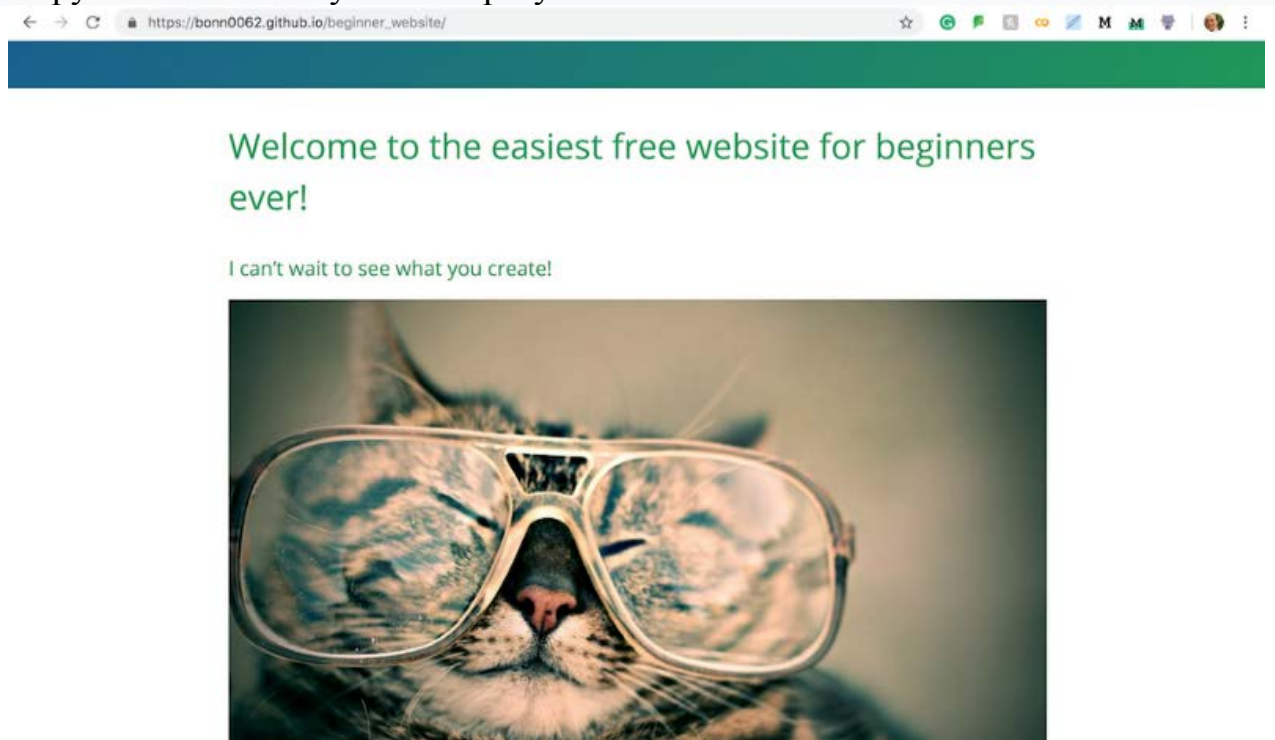 https://bonn0062.github.io/beginner_website/
Welcome to the easiest free website for beginners
ever!
I can't wait to see what you create!